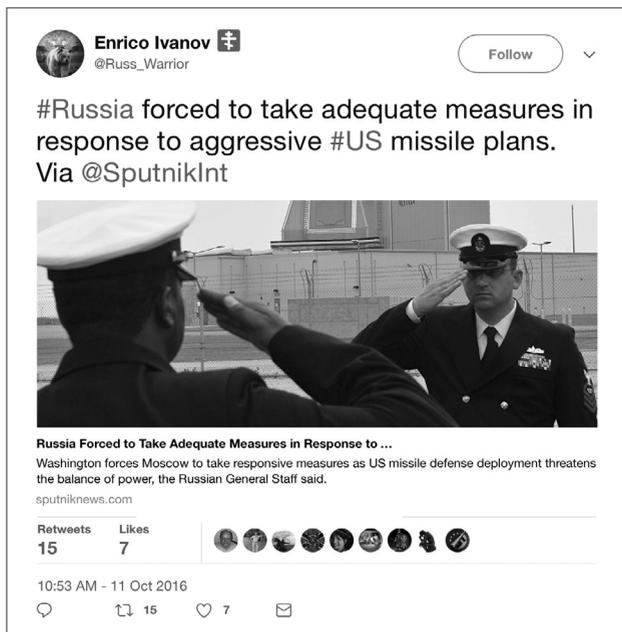 Enrico Ivanov
@Russ_Warrior
Follow
#Russia forced to take adequate measures in
response to aggressive #US missile plans.
Via @SputnikInt
Russia Forced to Take Adequate Measures in Response to ...
Washington forces Moscow to take responsive measures as US missile defense deployment threatens
the balance of power, the Russian General Staff said.
sputniknews.com
Retweets Likes
15 7
10:53 AM - 11 Oct 2016
15 7